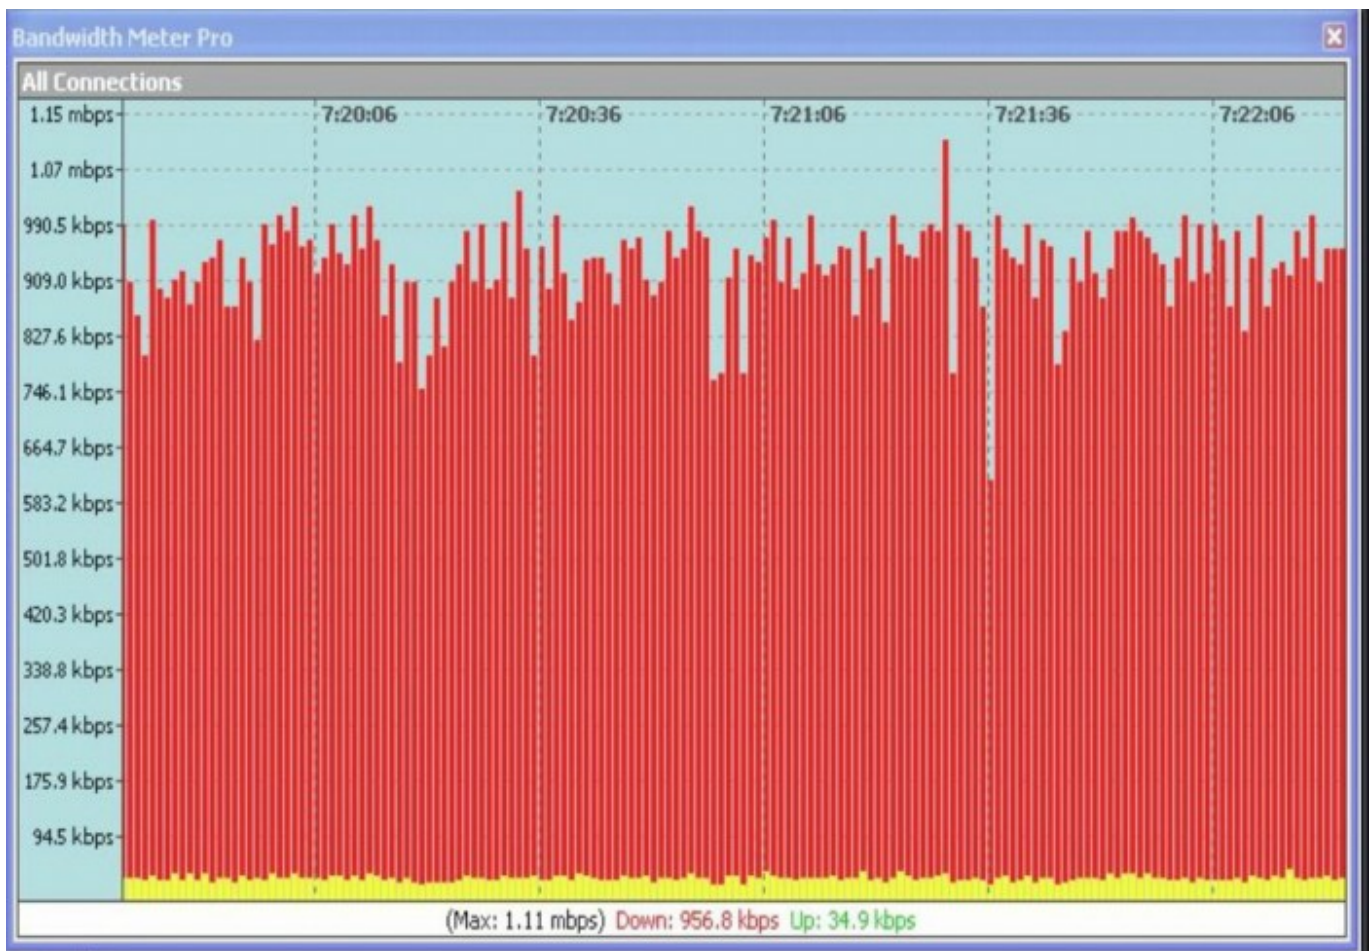 Bandwidth Meter Pro
All Connections
7:20:06 7:20:36 7:21:06 7:21:36 7:22:06
1.15 mbps
1.07 mbps
990.5 kbps
909.0 kbps
827.6 kbps
746.1 kbps
664.7 kbps
583.2 kbps
501.8 kbps
420.3 kbps
338.8 kbps
257.4 kbps
175.9 kbps
94.5 kbps
(Max: 1.11 mbps) Down: 956.8 kbps Up: 34.9 kbps